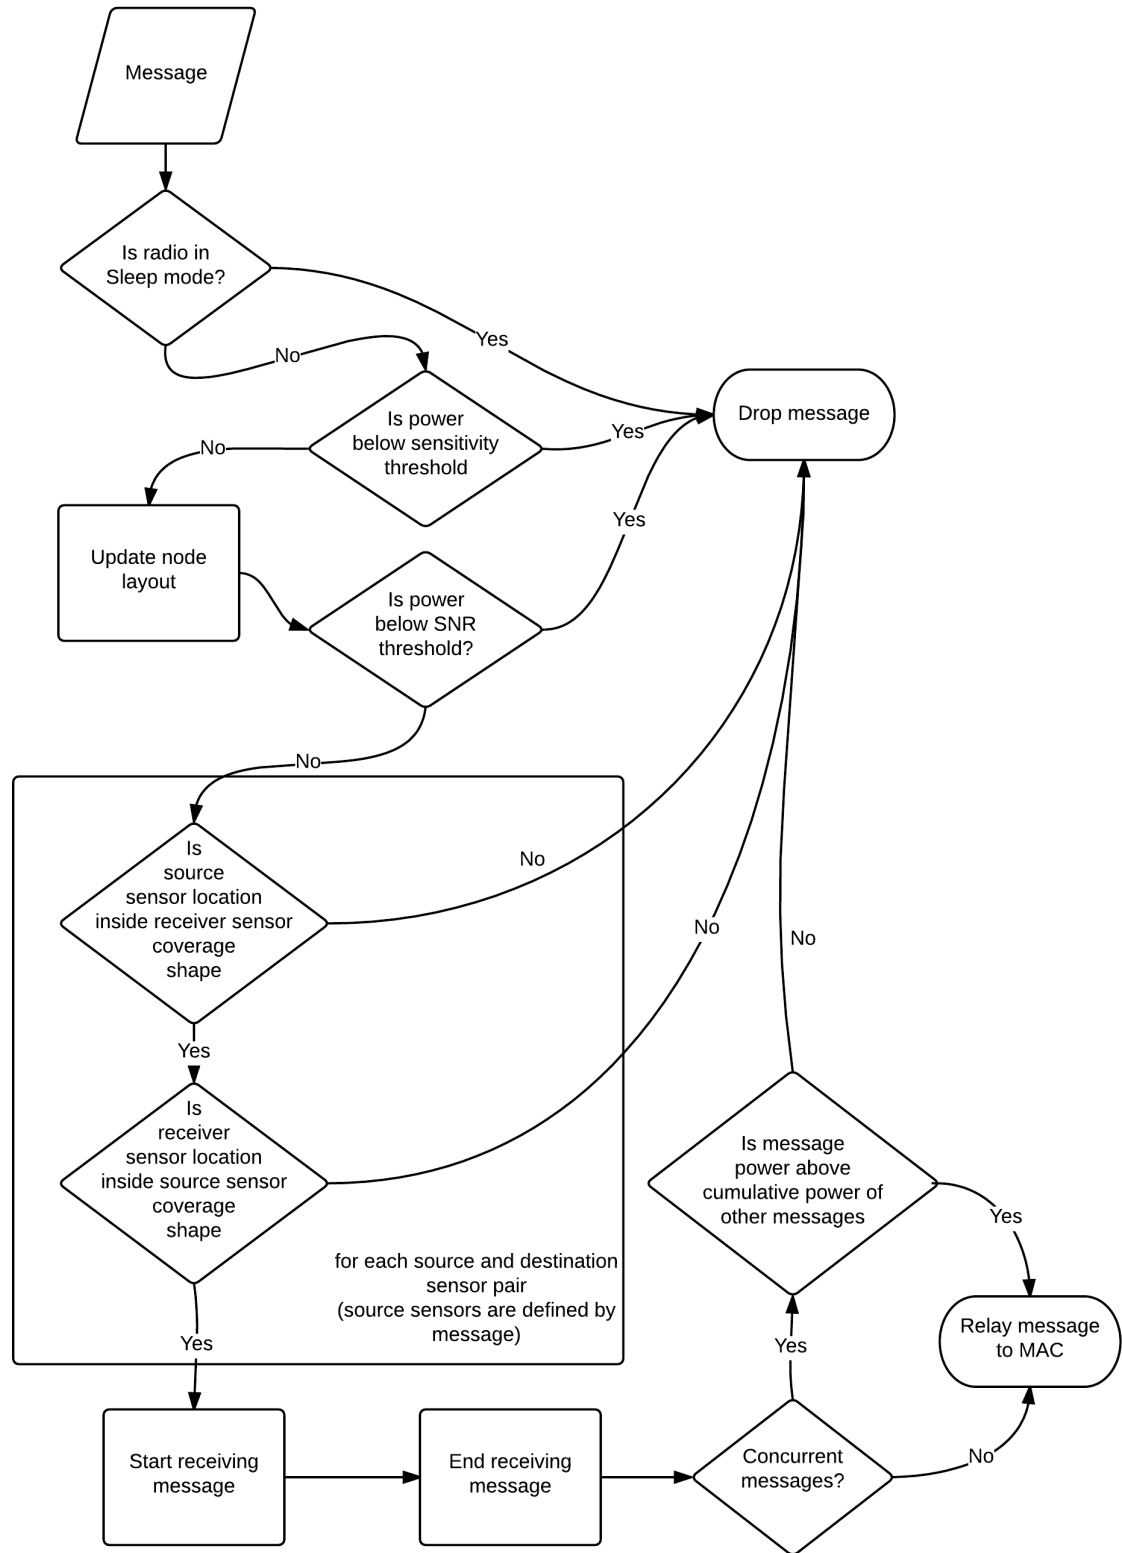 Message
Is radio in
Sleep mode?
Yes
No
Is power
below sensitivity
threshold
Yes
No
Drop message
Update node
layout
Is power
below SNR
threshold?
Yes
No
Is
source
sensor location
inside receiver sensor
coverage
shape
No
Yes
Is
receiver
sensor location
inside source sensor
coverage
shape
No
Yes
for each source and destination
sensor pair
(source sensors are defined by
message)
Start receiving
message
End receiving
message
Concurrent
messages?
Yes
No
Is message
power above
cumulative power of
other messages
No
Yes
Relay message
to MAC